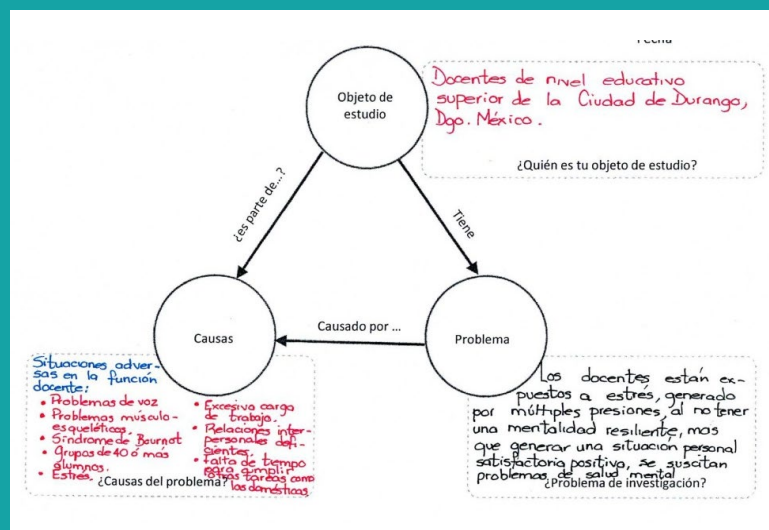 Fecha
Objeto de
estudio
Docentes de nivel educativo
superior de la Ciudad de Durango,
Dgo. México.
¿Quién es tu objeto de estudio?
¿es parte de...?
Tiene
Causas
Causado por ...
Problema
Situaciones adver-
sas en la función
docente:
• Problemas de voz
• Problemas músculo-
esqueléticos.
• Síndrome de Bournot
• Grupos de 40 ó más
alumnos.
• Estrés.
• Excesiva carga
de trabajo.
• Relaciones inter-
personales defi-
cientes.
• falta de tiempo
para cumplir
otras tareas como
las domésticas.
¿Causas del problema?
Los docentes están ex-
puestos a estrés, generado
por múltiples presiones, al no tener
una mentalidad resiliente, mas
que generar una situación personal
satisfactoria positivo, se suscitan
problemas de salud mental
¿Problema de investigación?